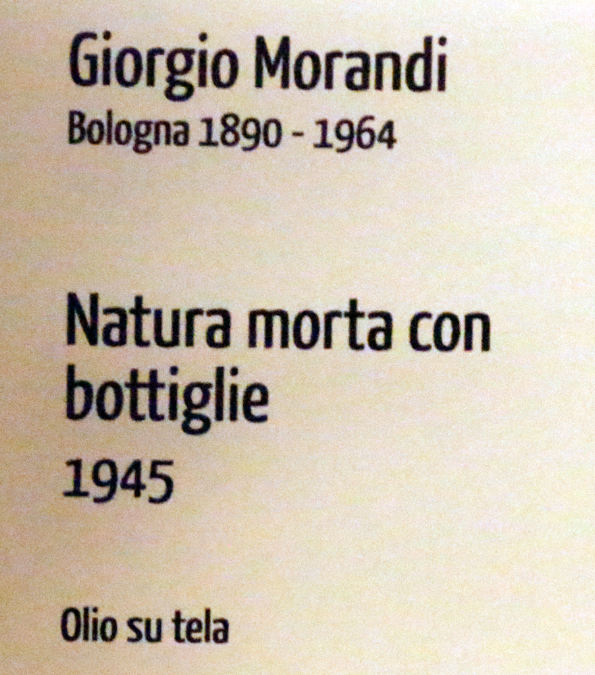 Giorgio Morandi
Bologna 1890 - 1964
Natura morta con
bottiglie
1945
Olio su tela